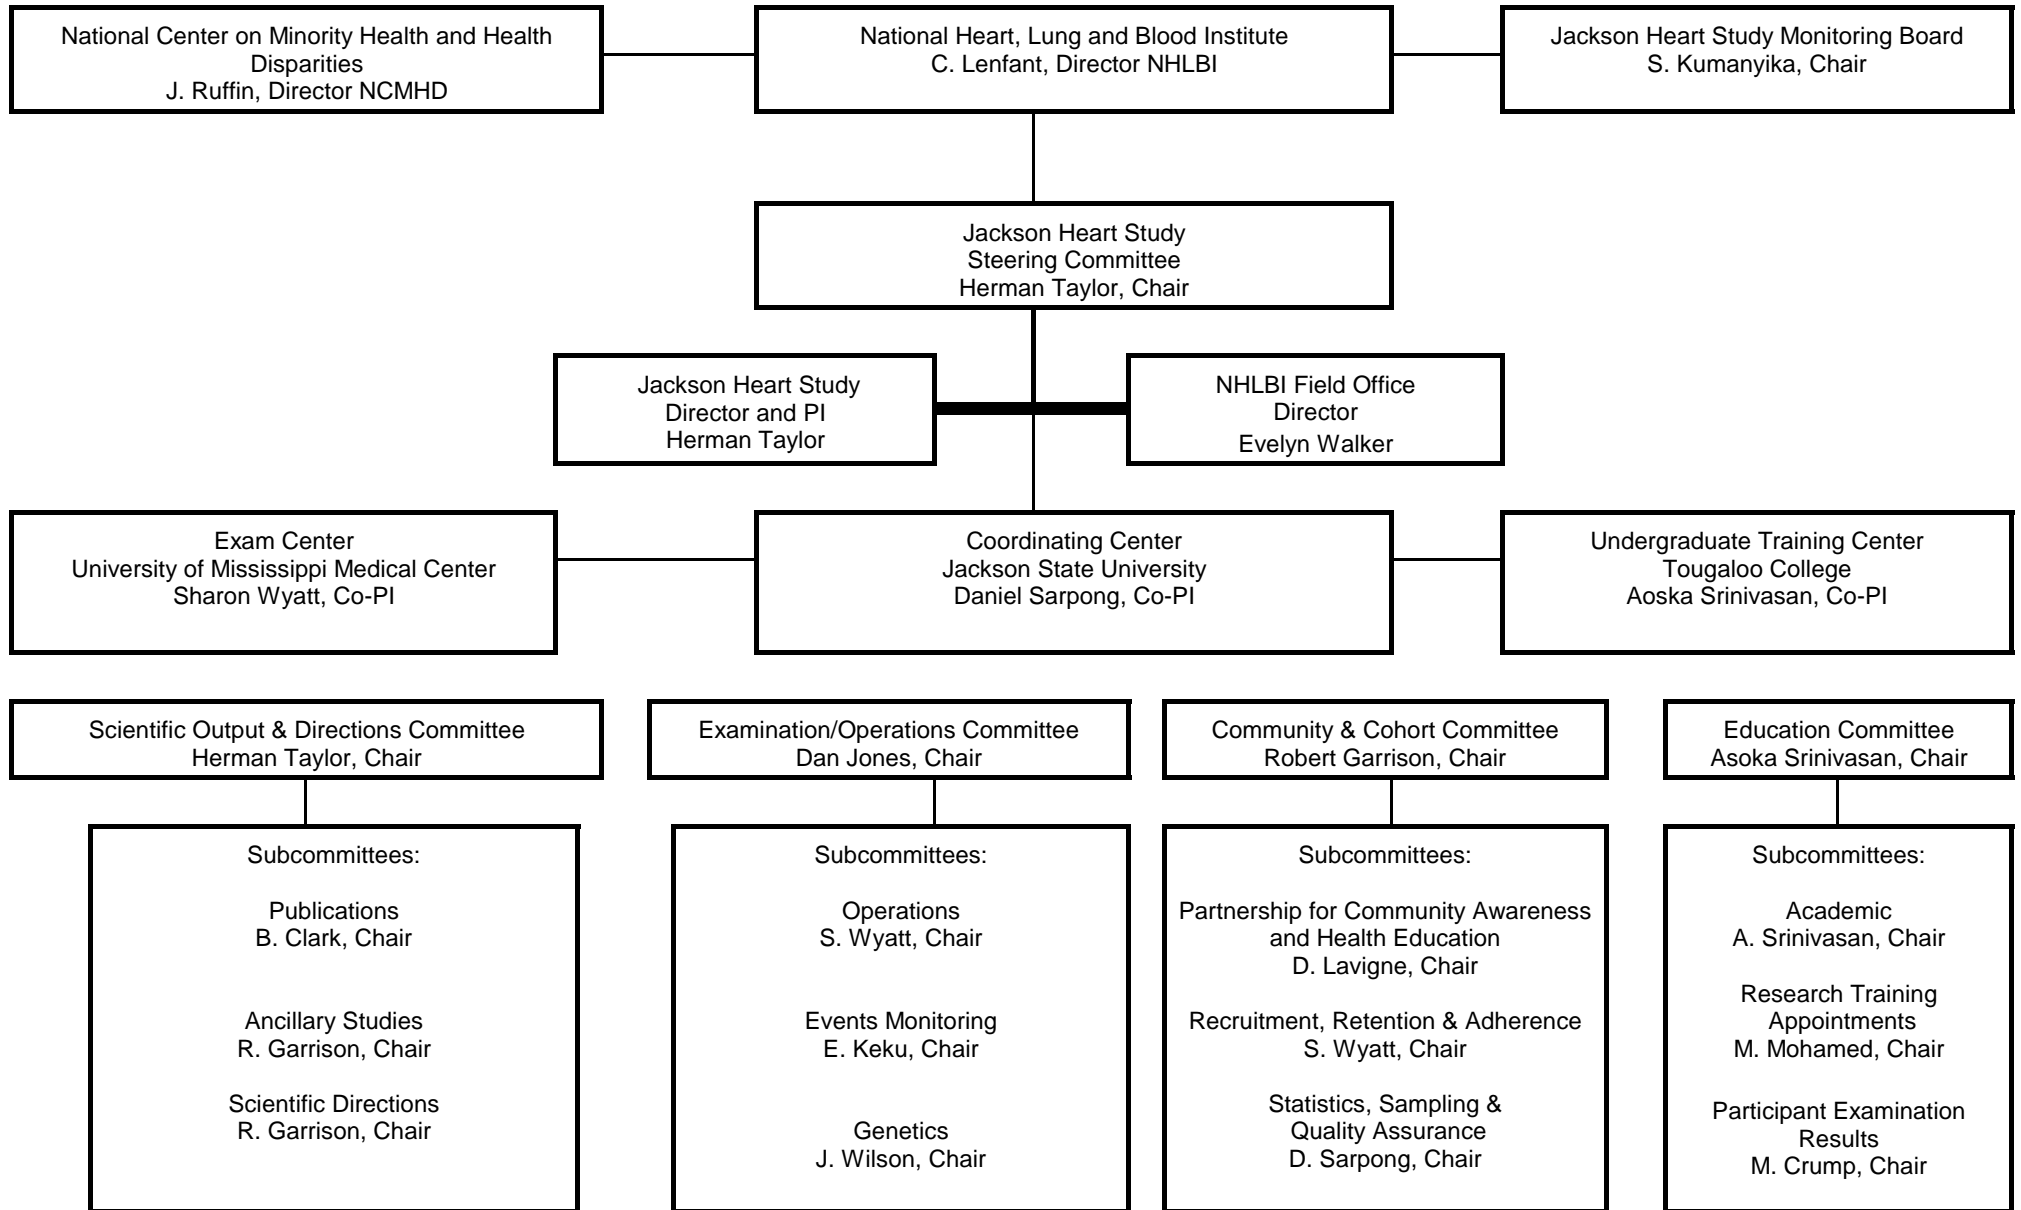 National Center on Minority Health and Health
Disparities
J. Ruffin, Director NCMHD
National Heart, Lung and Blood Institute
C. Lenfant, Director NHLBI
Jackson Heart Study Monitoring Board
S. Kumanyika, Chair
Jackson Heart Study
Steering Committee
Herman Taylor, Chair
Jackson Heart Study
Director and PI
Herman Taylor
NHLBI Field Office
Director
Evelyn Walker
Exam Center
University of Mississippi Medical Center
Sharon Wyatt, Co-PI
Coordinating Center
Jackson State University
Daniel Sarpong, Co-PI
Undergraduate Training Center
Tougaloo College
Aoska Srinivasan, Co-PI
Scientific Output & Directions Committee
Herman Taylor, Chair
Examination/Operations Committee
Dan Jones, Chair
Community & Cohort Committee
Robert Garrison, Chair
Education Committee
Asoka Srinivasan, Chair
Subcommittees:
Publications
B. Clark, Chair
Ancillary Studies
R. Garrison, Chair
Scientific Directions
R. Garrison, Chair
Subcommittees:
Operations
S. Wyatt, Chair
Events Monitoring
E. Keku, Chair
Genetics
J. Wilson, Chair
Subcommittees:
Partnership for Community Awareness
and Health Education
D. Lavigne, Chair
Recruitment, Retention & Adherence
S. Wyatt, Chair
Statistics, Sampling &
Quality Assurance
D. Sarpong, Chair
Subcommittees:
Academic
A. Srinivasan, Chair
Research Training
Appointments
M. Mohamed, Chair
Participant Examination
Results
M. Crump, Chair